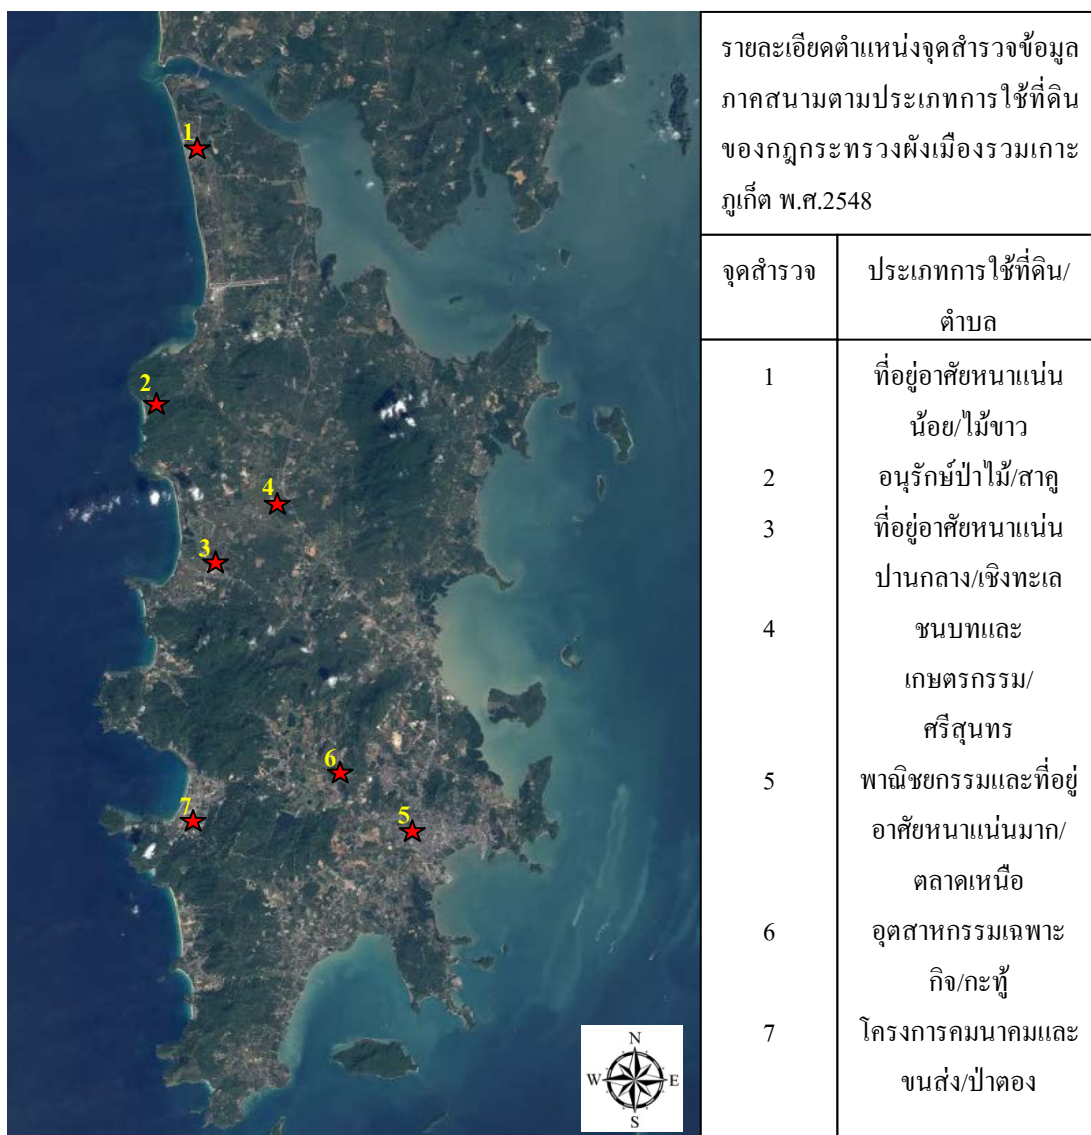 รายละเอียดตำแหน่งจุดสำรวจข้อมูล
ภาคสนามตามประเภทการใช้ที่ดิน
ของกฎกระทรวงผังเมืองรวมเกาะ
ภูเก็ต พ.ศ.2548
จุดสำรวจ
ประเภทการใช้ที่ดิน/
ตำบล
1
ที่อยู่อาศัยหนาแน่น
น้อย/ไม้ขาว
2
อนุรักษ์ป่าไม้/สาคู
3
ที่อยู่อาศัยหนาแน่น
ปานกลาง/เชิงทะเล
4
ชนบทและ
เกษตรกรรม/
ศรีสุนทร
5
พาณิชยกรรมและที่อยู่
อาศัยหนาแน่นมาก/
ตลาดเหนือ
6
อุตสาหกรรมเฉพาะ
กิจ/กะทู้
7
โครงการคมนาคมและ
ขนส่ง/ป่าตอง
1
2
4
3
6
7
5
N
W
E
S